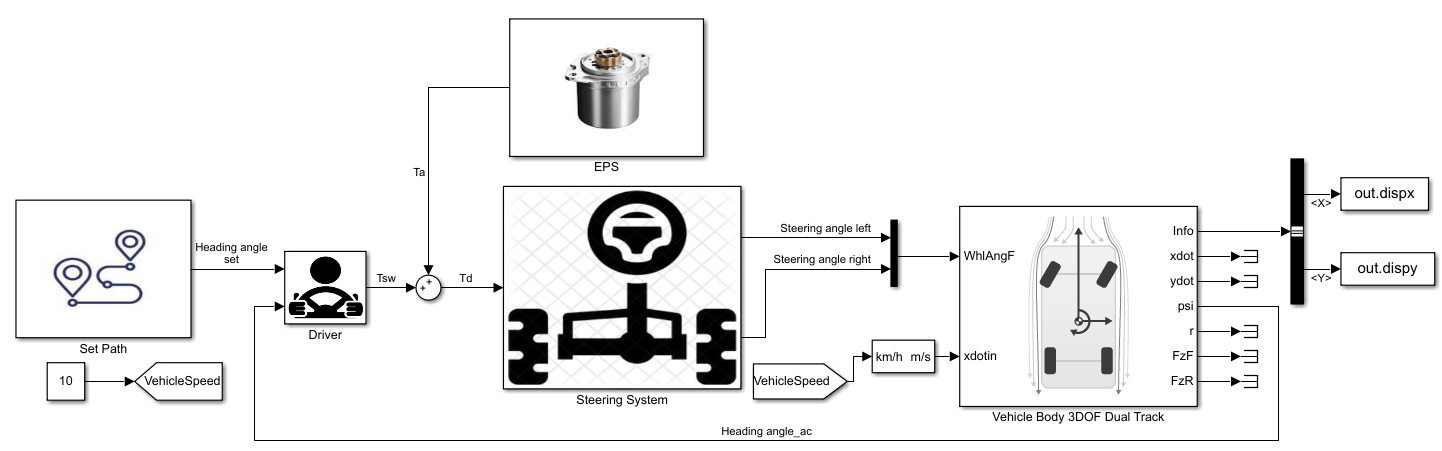 EPS
Ta
Set Path
10
VehicleSpeed
Heading angle
set
Driver
Tsw
+
+
Td
Steering System
Steering angle left
Steering angle right
VehicleSpeed
km/h m/s
WhlAngF
xdotin
Info
xdot
ydot
psi
r
FzF
FzR
Vehicle Body 3DOF Dual Track
<X>
out.dispx
<Y>
out.dispy
Heading angle_ac